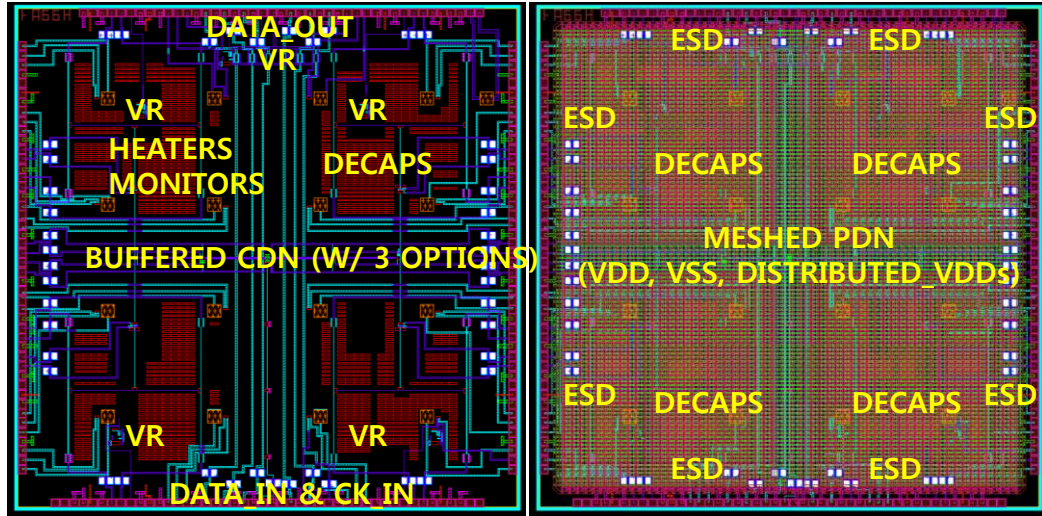 DATA_OUT
VR
VR
VR
HEATERS
MONITORS
DECAPS
BUFFERED CDN (W/ 3 OPTIONS)
VR
VR
DATA_IN & CK_IN
ESD
ESD
ESD
ESD
DECAPS
DECAPS
MESHED PDN
(VDD, VSS, DISTRIBUTED_VDDs)
ESD
DECAPS
DECAPS
ESD
ESD
ESD